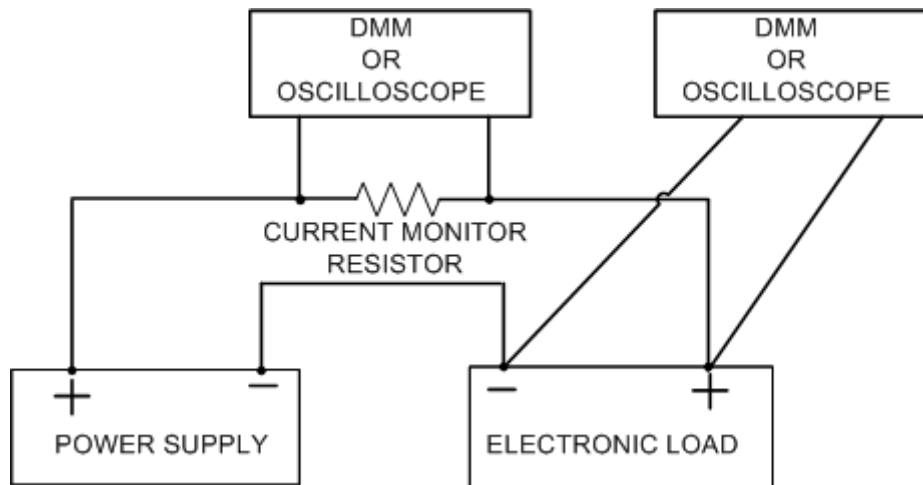 DMM
OR
OSCILLOSCOPE
DMM
OR
OSCILLOSCOPE
CURRENT MONITOR
RESISTOR
+ −
POWER SUPPLY
− +
ELECTRONIC LOAD